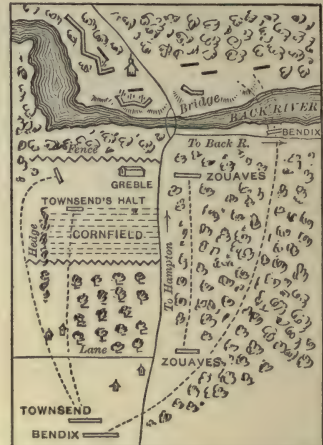 Bridge
BACK RIVER
BENDIX
To Back R.
Fence
GREBLE
ZOUAVES
TOWNSEND'S HALT
CORNFIELD
Hedge
To Hampton
Lane
ZOUAVES
TOWNSEND
BENDIX